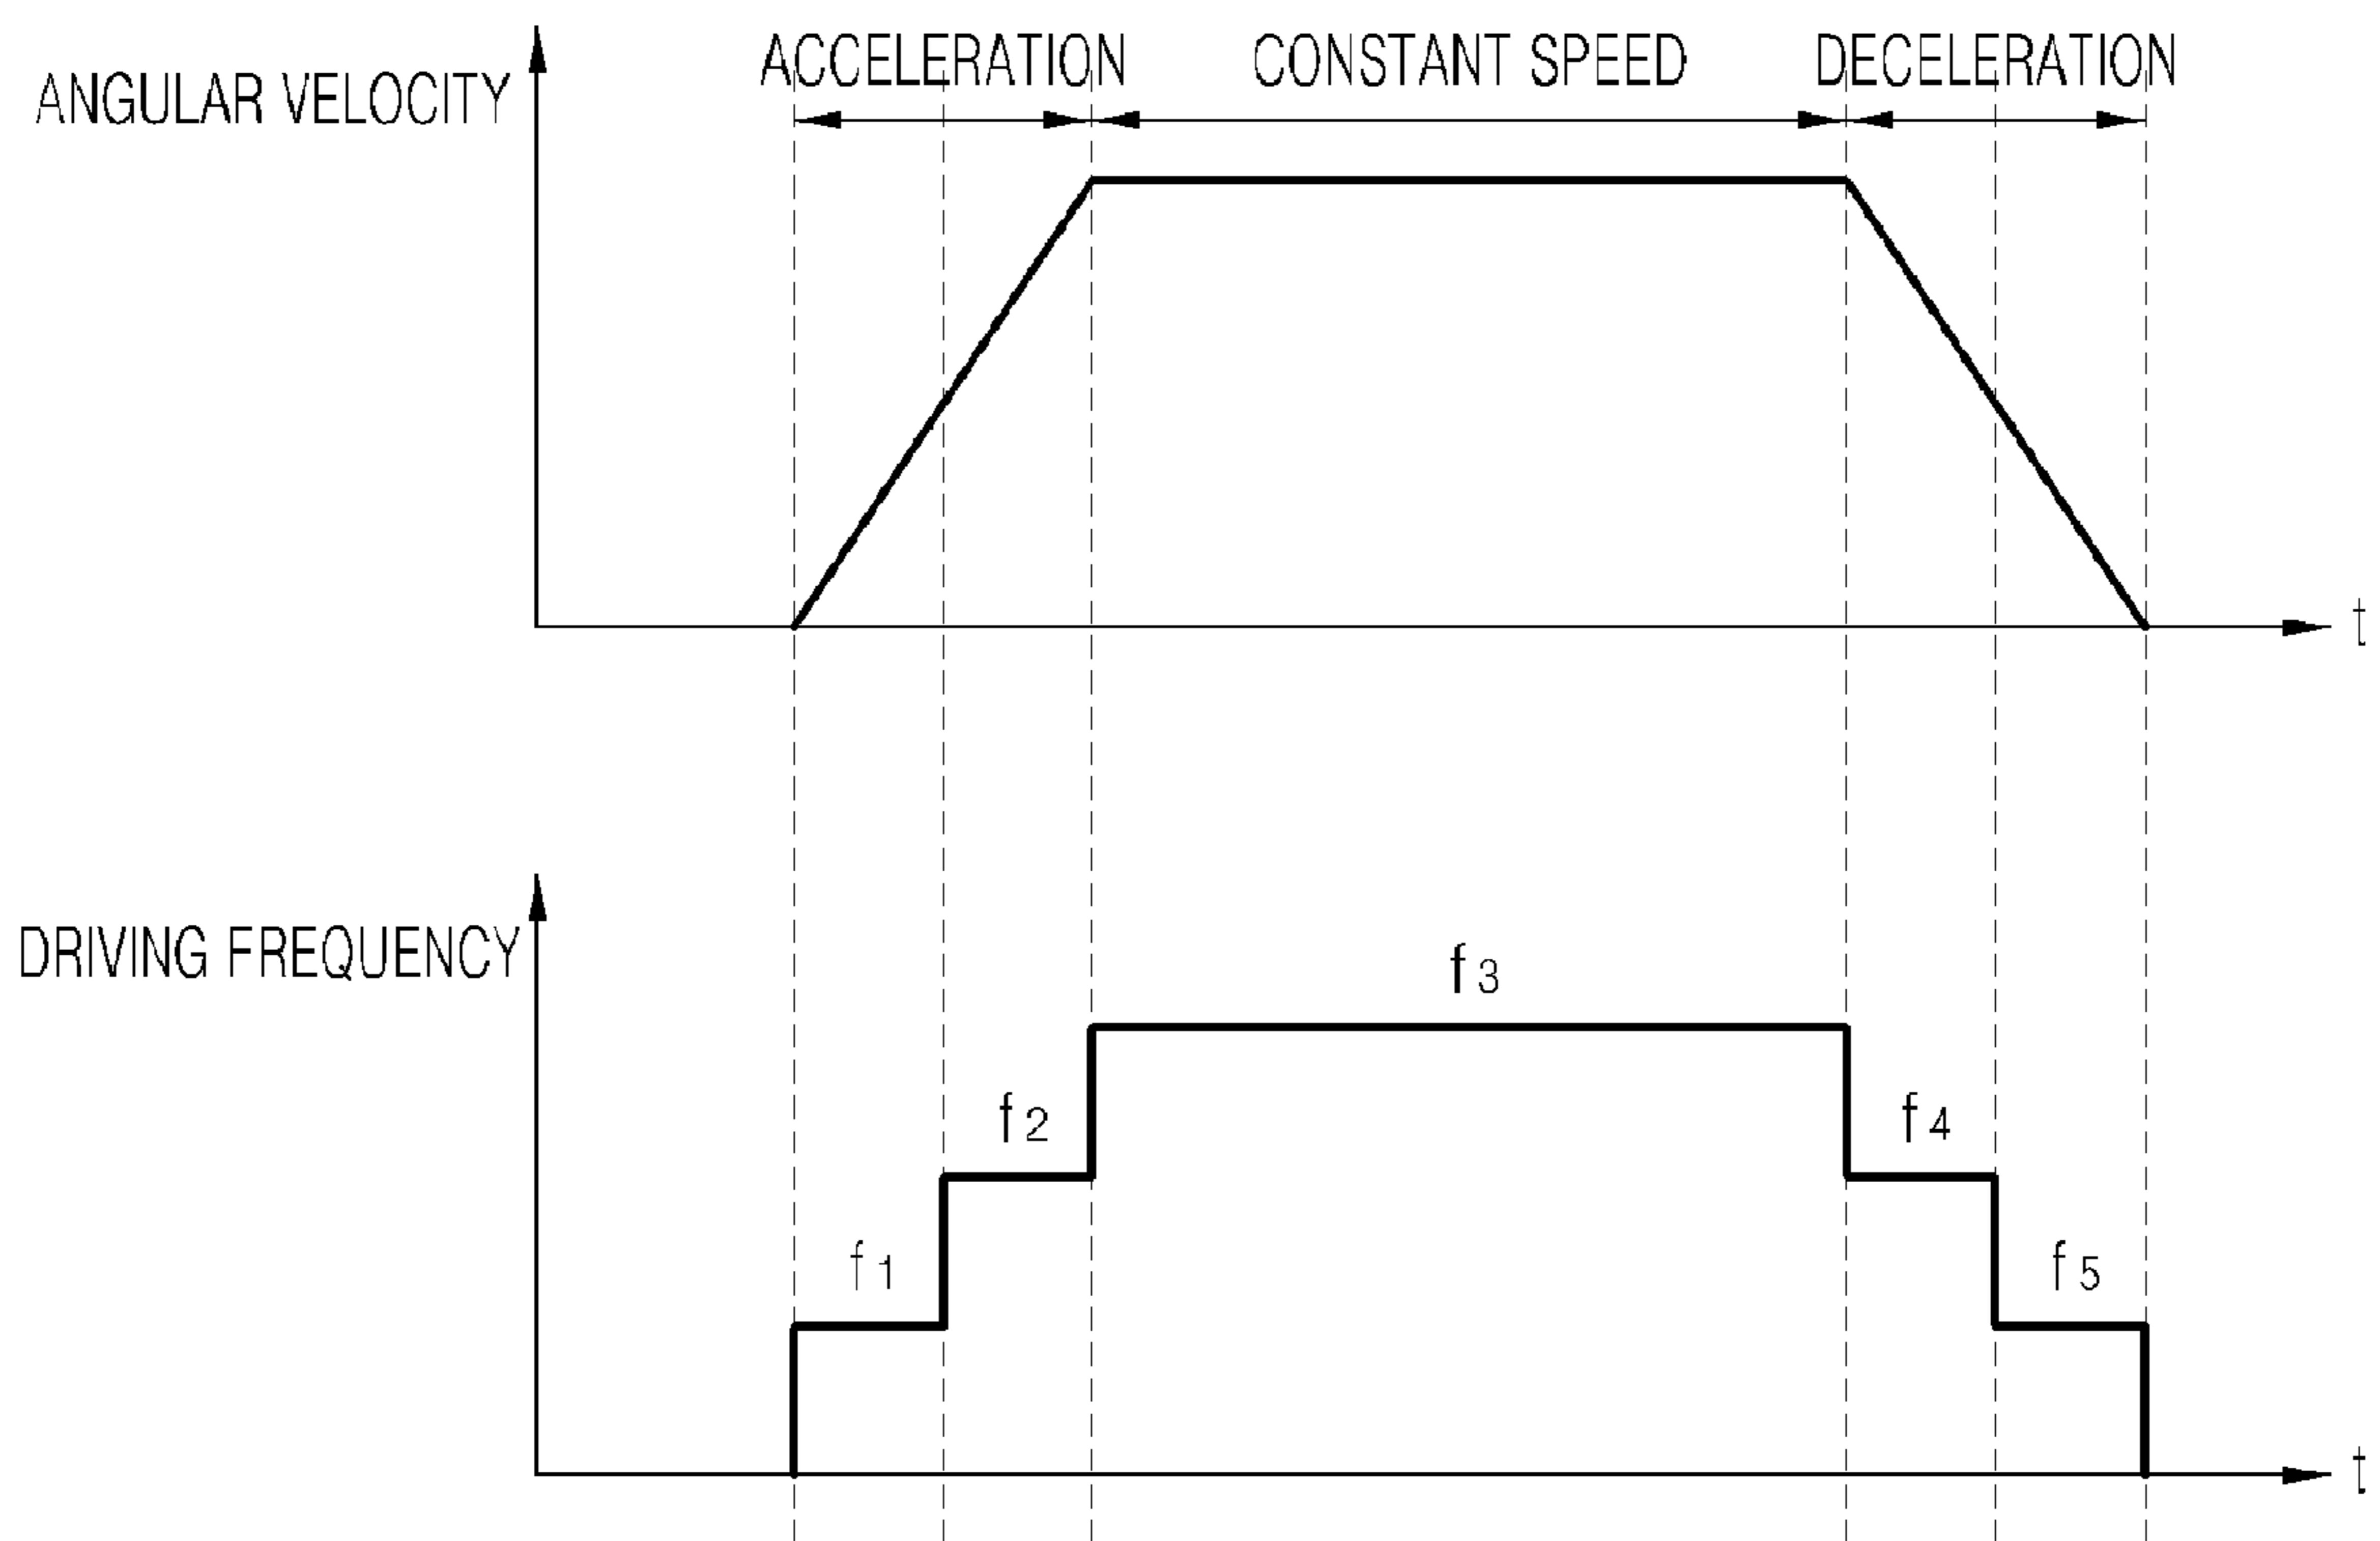 ACCELERATION CONSTANT SPEED DECELERATION
ANGULAR VELOCITY
t
DRIVING FREQUENCY
f3
f2 f4
f1 f5
t